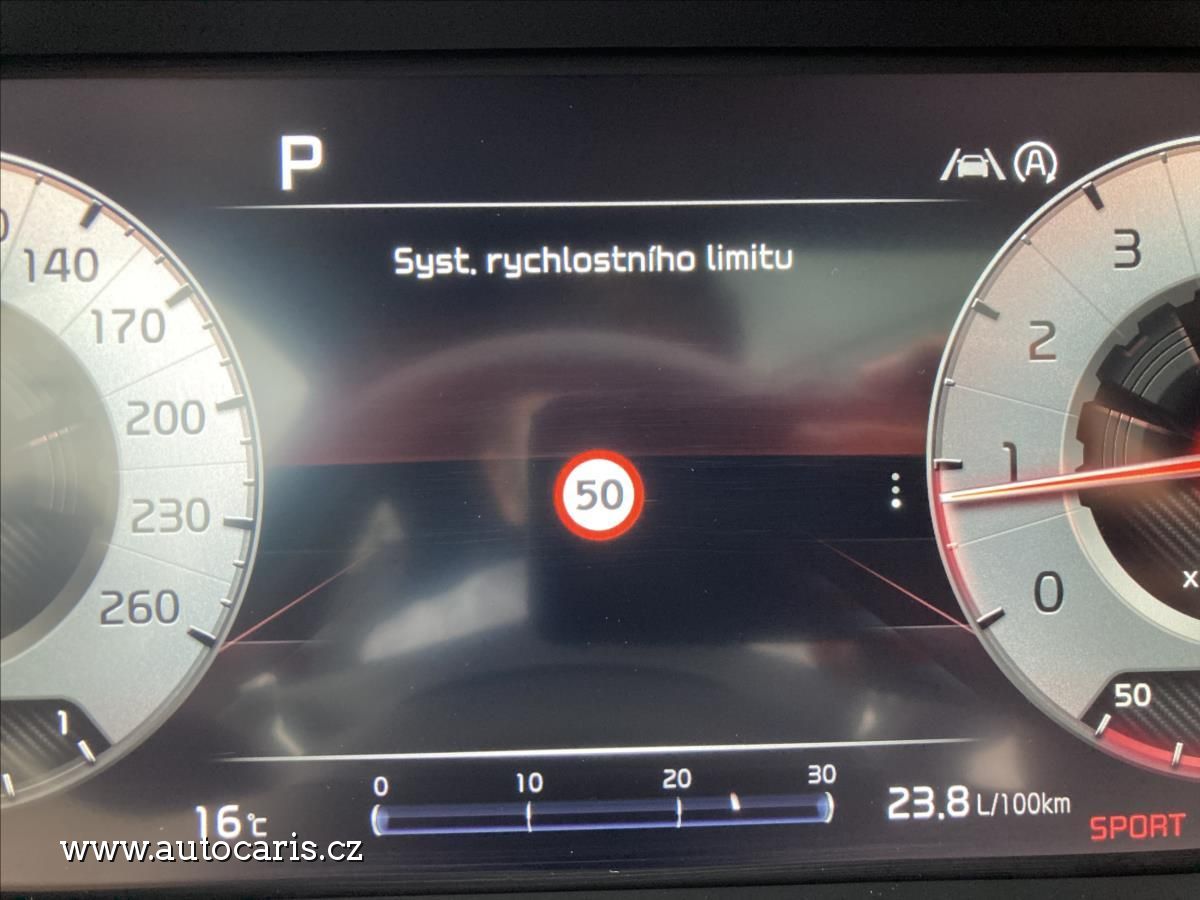 P
A
Syst. rychlostního limitu
140
170
200
230
260
1
50
3
2
1
0
x
50
0 10 20 30
16°C
23.8 L/100km
SPORT
www.autocaris.cz